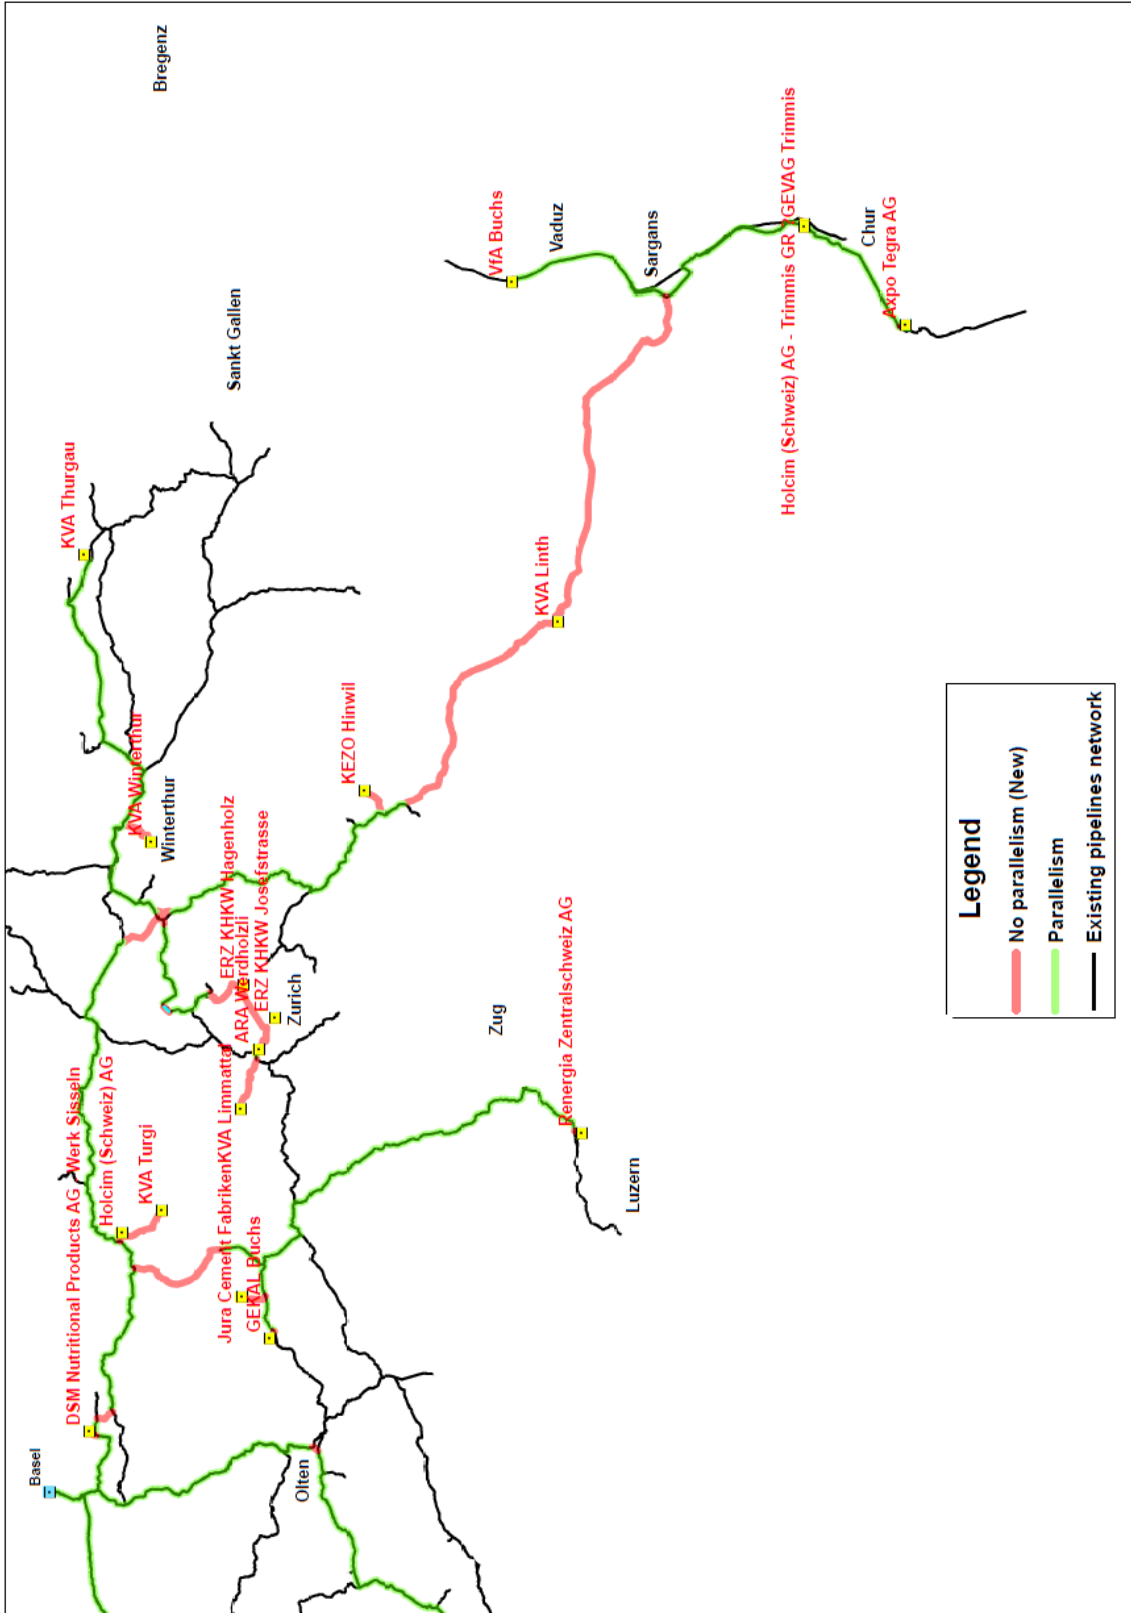 Bregenz
Sankt Gallen
KVA Thurgau
VfA Buchs
Vaduz
Sargans
Holcim (Schweiz) AG - Trimmis GR
GEVAG Trimmis
Chur
Axpo Tegra AG
KVA Linth
KEZO Hinwil
KVA Winterthur
Winterthur
ERZ KHKW Hagenholz
ERZ KHKW Josefstrasse
ARA Werdholzli
Zurich
Zug
Renergia Zentralschweiz AG
Luzern
KVA Limmattal
Jura Cement Fabriken
GEKAL Buchs
DSM Nutritional Products AG - Werk Sisseln
Holcim (Schweiz) AG
KVA Turgi
Basel
Olten
Legend
No parallelism (New)
Parallelism
Existing pipelines network